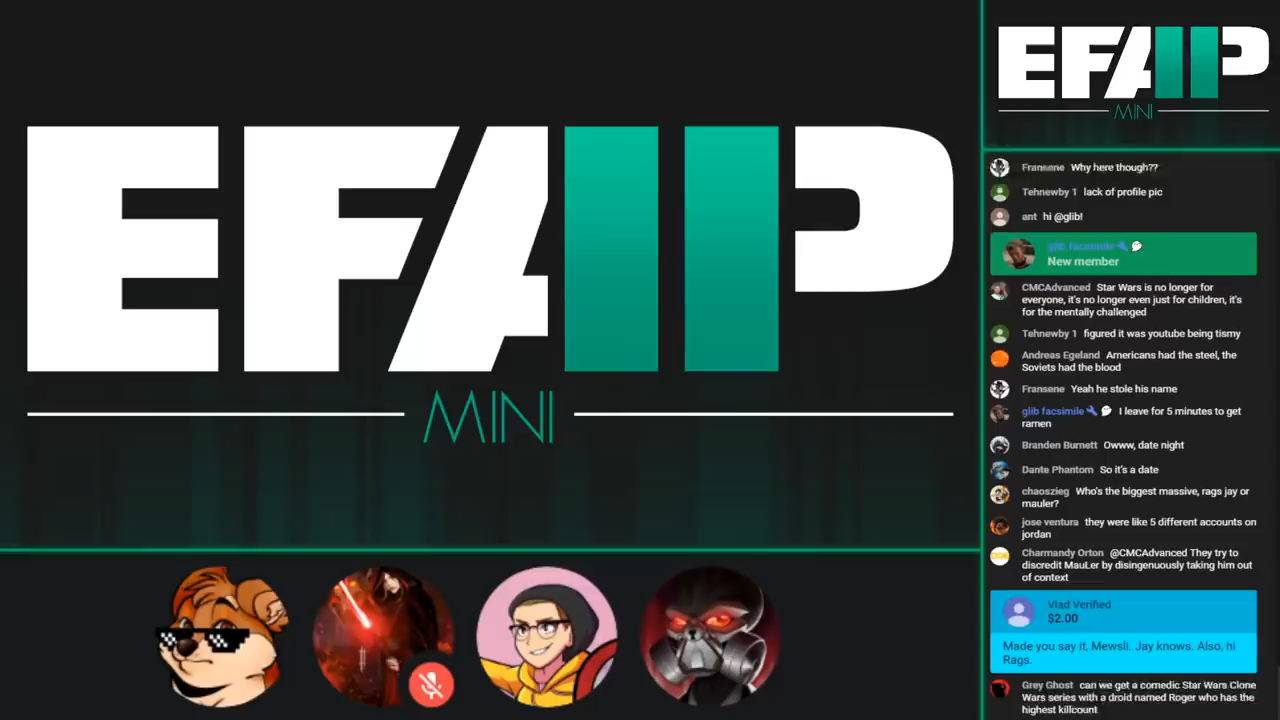 EFAP
MINI
EFAP
MINI
Fransene Why here though??
Tehnewby 1 lack of profile pic
ant hi @glib!
glib facsimile
New member
CMCAdvanced Star Wars is no longer for
everyone, it's no longer even just for children, it's
for the mentally challenged
Tehnewby 1 figured it was youtube being tismy
Andreas Egeland Americans had the steel, the
Soviets had the blood
Fransene Yeah he stole his name
glib facsimile I leave for 5 minutes to get
ramen
Branden Burnett Owww, date night
Dante Phantom So it's a date
chaoszieg Who's the biggest massive, rags jay or
mauler?
jose ventura they were like 5 different accounts on
jordan
Charmandy Orton @CMCAdvanced They try to
discredit MauLer by disingenuously taking him out
of context
Vlad Verified
$2.00
Made you say it, Mewsli. Jay knows. Also, hi
Rags.
Grey Ghost can we get a comedic Star Wars Clone
Wars series with a droid named Roger who has the
highest killcount